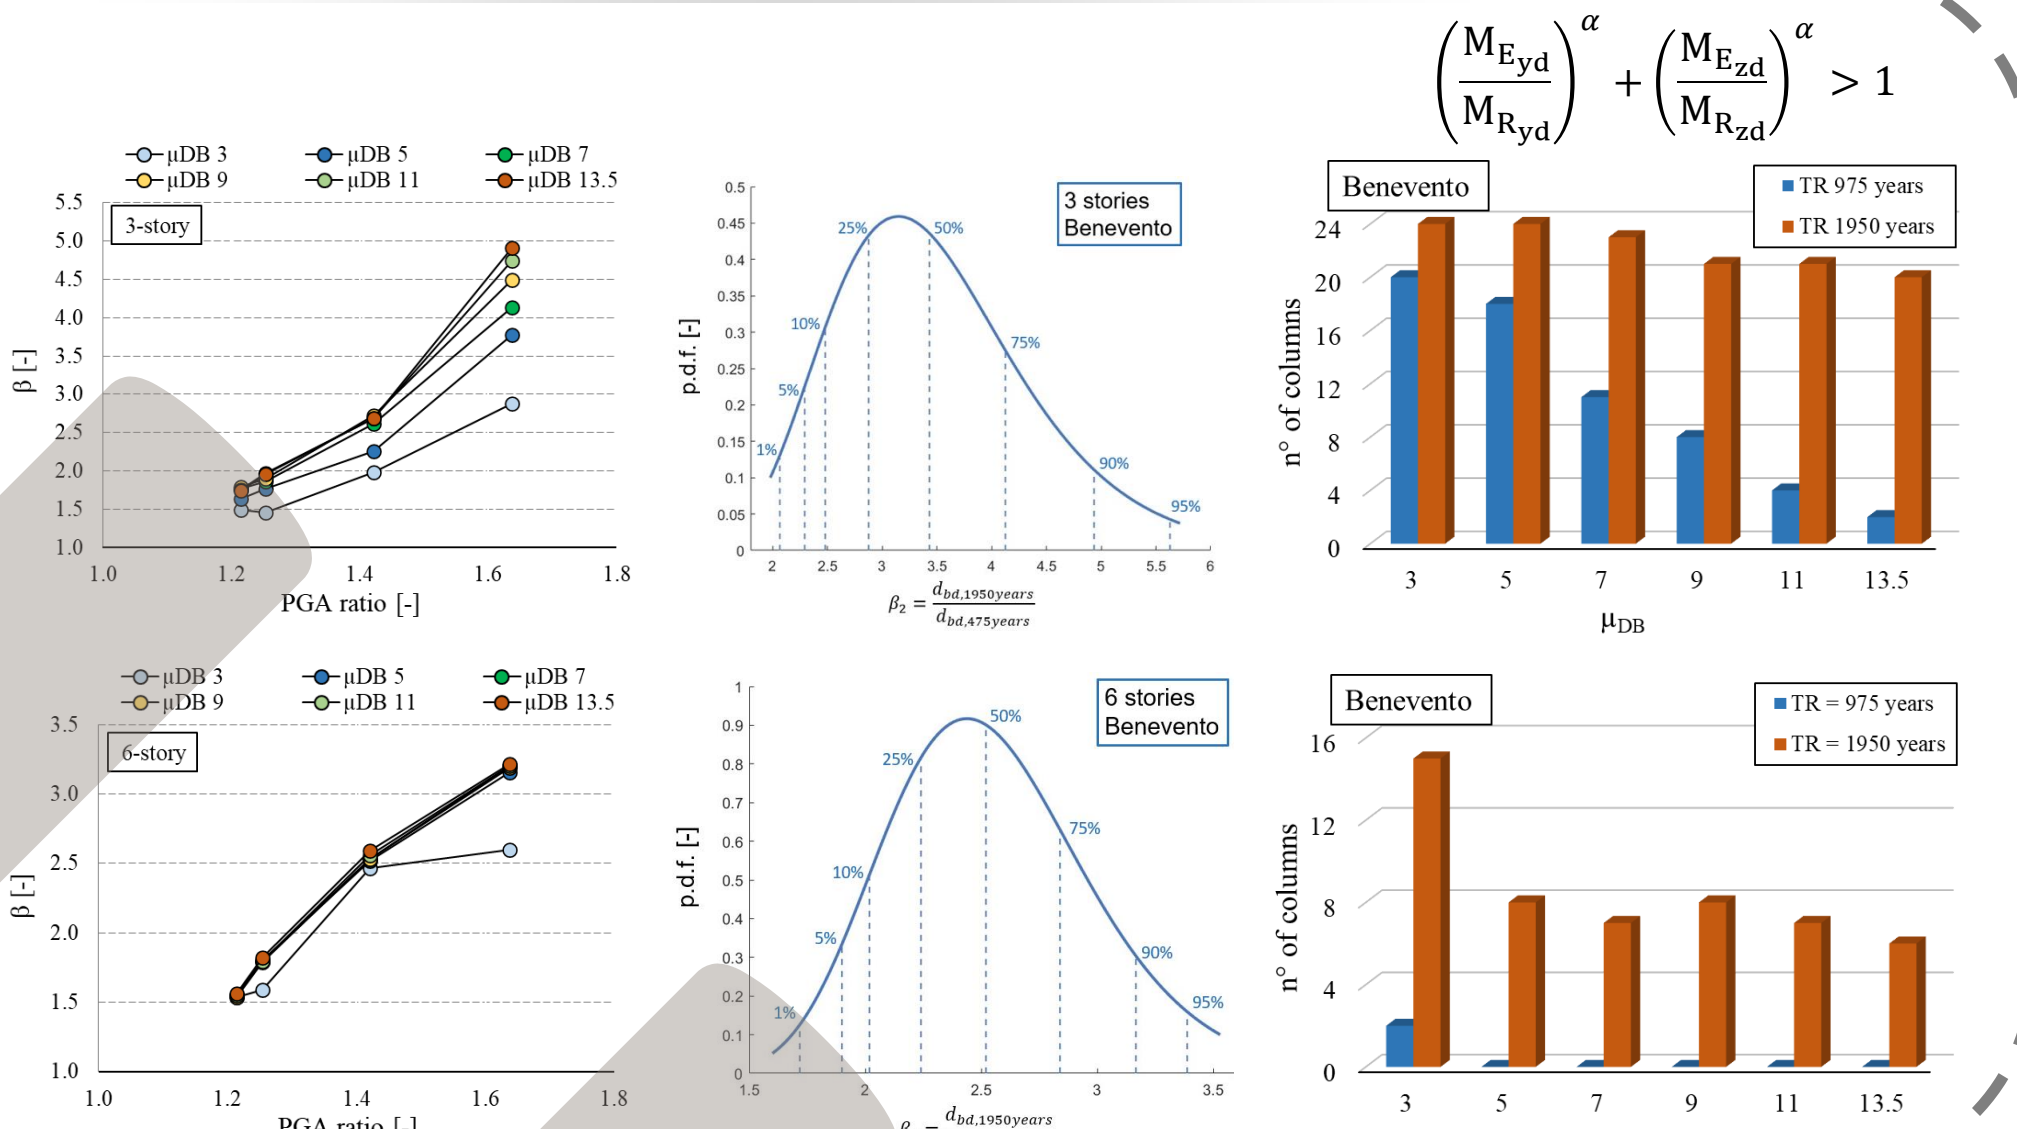 (M_Eyd / M_Ryd)^α + (M_Ezd / M_Rzd)^α > 1
µDB 3 µDB 5 µDB 7
µDB 9 µDB 11 µDB 13.5
3-story
5.5
5.0
4.5
4.0
3.5
3.0
2.5
2.0
1.5
1.0
β [-]
1.0 1.2 1.4 1.6 1.8
PGA ratio [-]
3 stories
Benevento
0.5
0.45
0.4
0.35
0.3
0.25
0.2
0.15
0.1
0.05
0
p.d.f. [-]
1%
5%
10%
25%
50%
75%
90%
95%
2 2.5 3 3.5 4 4.5 5 5.5 6
β₂ = d_bd,1950years / d_bd,475years
Benevento
TR 975 years
TR 1950 years
24
20
16
12
8
4
0
n° of columns
3 5 7 9 11 13.5
µ_DB
µDB 3 µDB 5 µDB 7
µDB 9 µDB 11 µDB 13.5
6-story
3.5
3.0
2.5
2.0
1.5
1.0
β [-]
1.0 1.2 1.4 1.6 1.8
PGA ratio [-]
6 stories
Benevento
1
0.9
0.8
0.7
0.6
0.5
0.4
0.3
0.2
0.1
0
p.d.f. [-]
1%
5%
10%
25%
50%
75%
90%
95%
1.5 2 2.5 3 3.5
d_bd,1950years
Benevento
TR = 975 years
TR = 1950 years
16
12
8
4
0
n° of columns
3 5 7 9 11 13.5